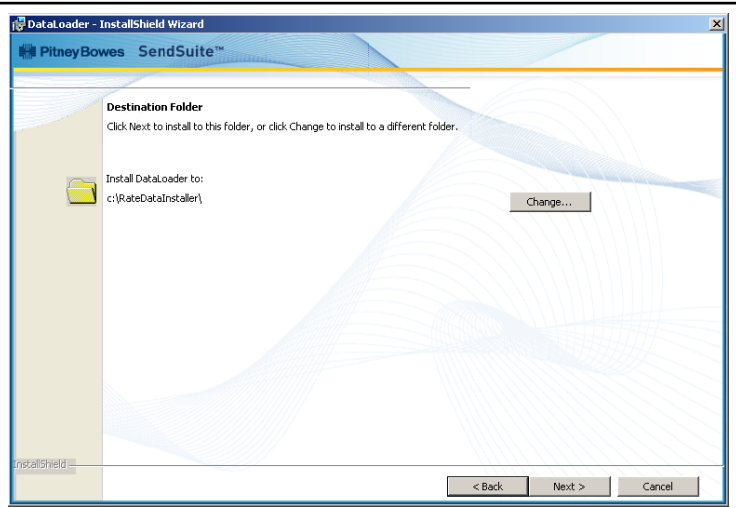 DataLoader - InstallShield Wizard
PitneyBowes SendSuite™
Destination Folder
Click Next to install to this folder, or click Change to install to a different folder.
Install DataLoader to:
c:\RateDataInstaller\
Change...
InstallShield
< Back Next > Cancel